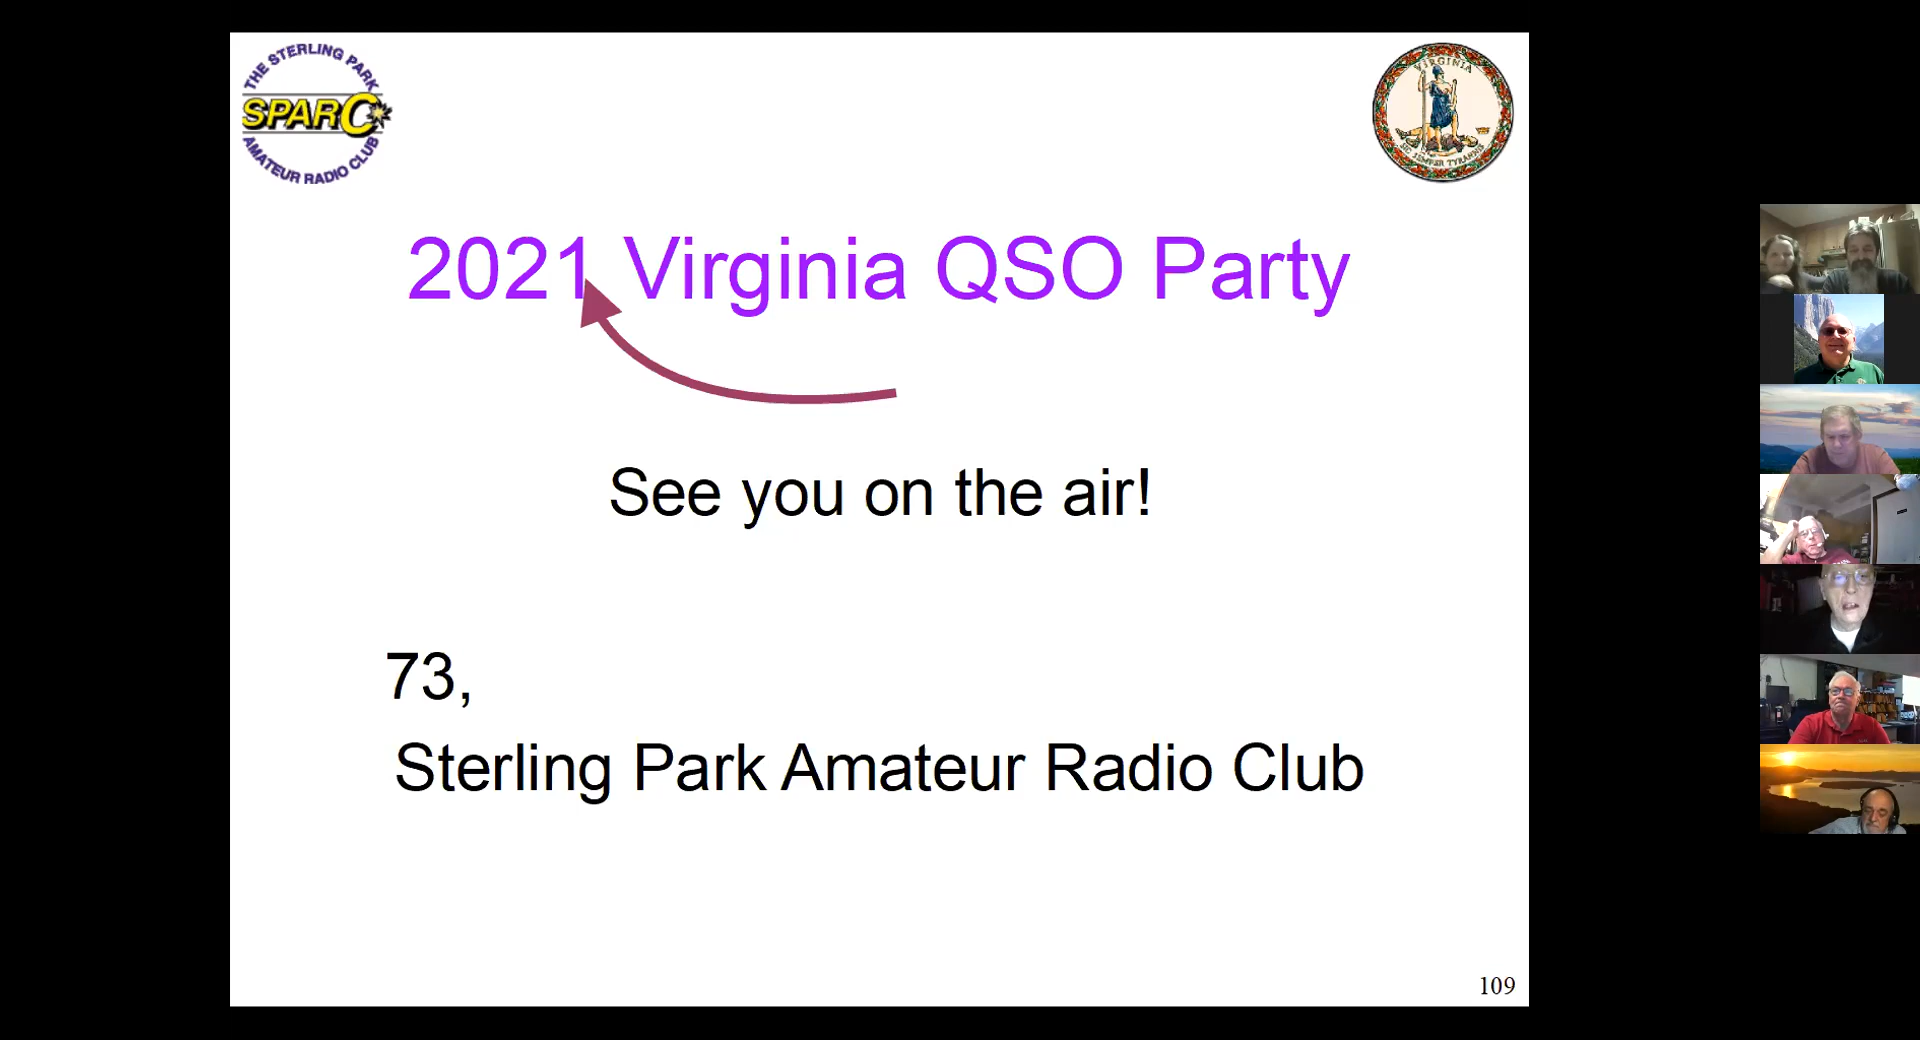 THE STERLING PARK
SPARC
AMATEUR RADIO CLUB
VIRGINIA
SIC SEMPER TYRANNIS
2021 Virginia QSO Party
See you on the air!
73,
Sterling Park Amateur Radio Club
109